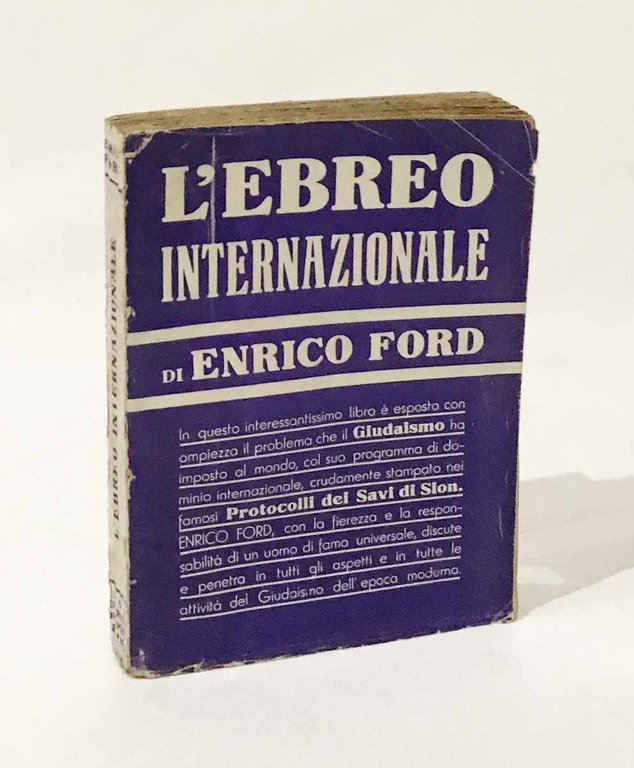 L'EBREO
INTERNAZIONALE
DI ENRICO FORD
In questo interessantissimo libro è esposto con
ampiezza il problema che il Giudaismo ha
imposto al mondo, col suo programma di do-
minio internazionale, crudamente stampato nei
famosi Protocolli dei Savi di Sion.
ENRICO FORD, con la fierezza e la respon-
sabilità di un uomo di fama universale, discute
e penetra in tutti gli aspetti e in tutte le
attività del Giudaismo dell'epoca moderna.
L'EBREO INTERNAZIONALE